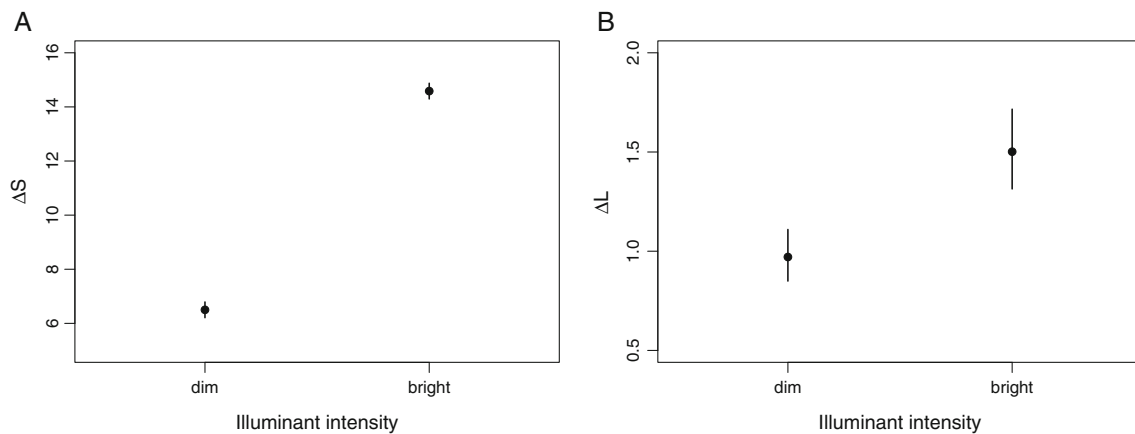 A
16
14
12
10
8
6
ΔS
dim
bright
Illuminant intensity
B
2.0
1.5
1.0
0.5
ΔL
dim
bright
Illuminant intensity